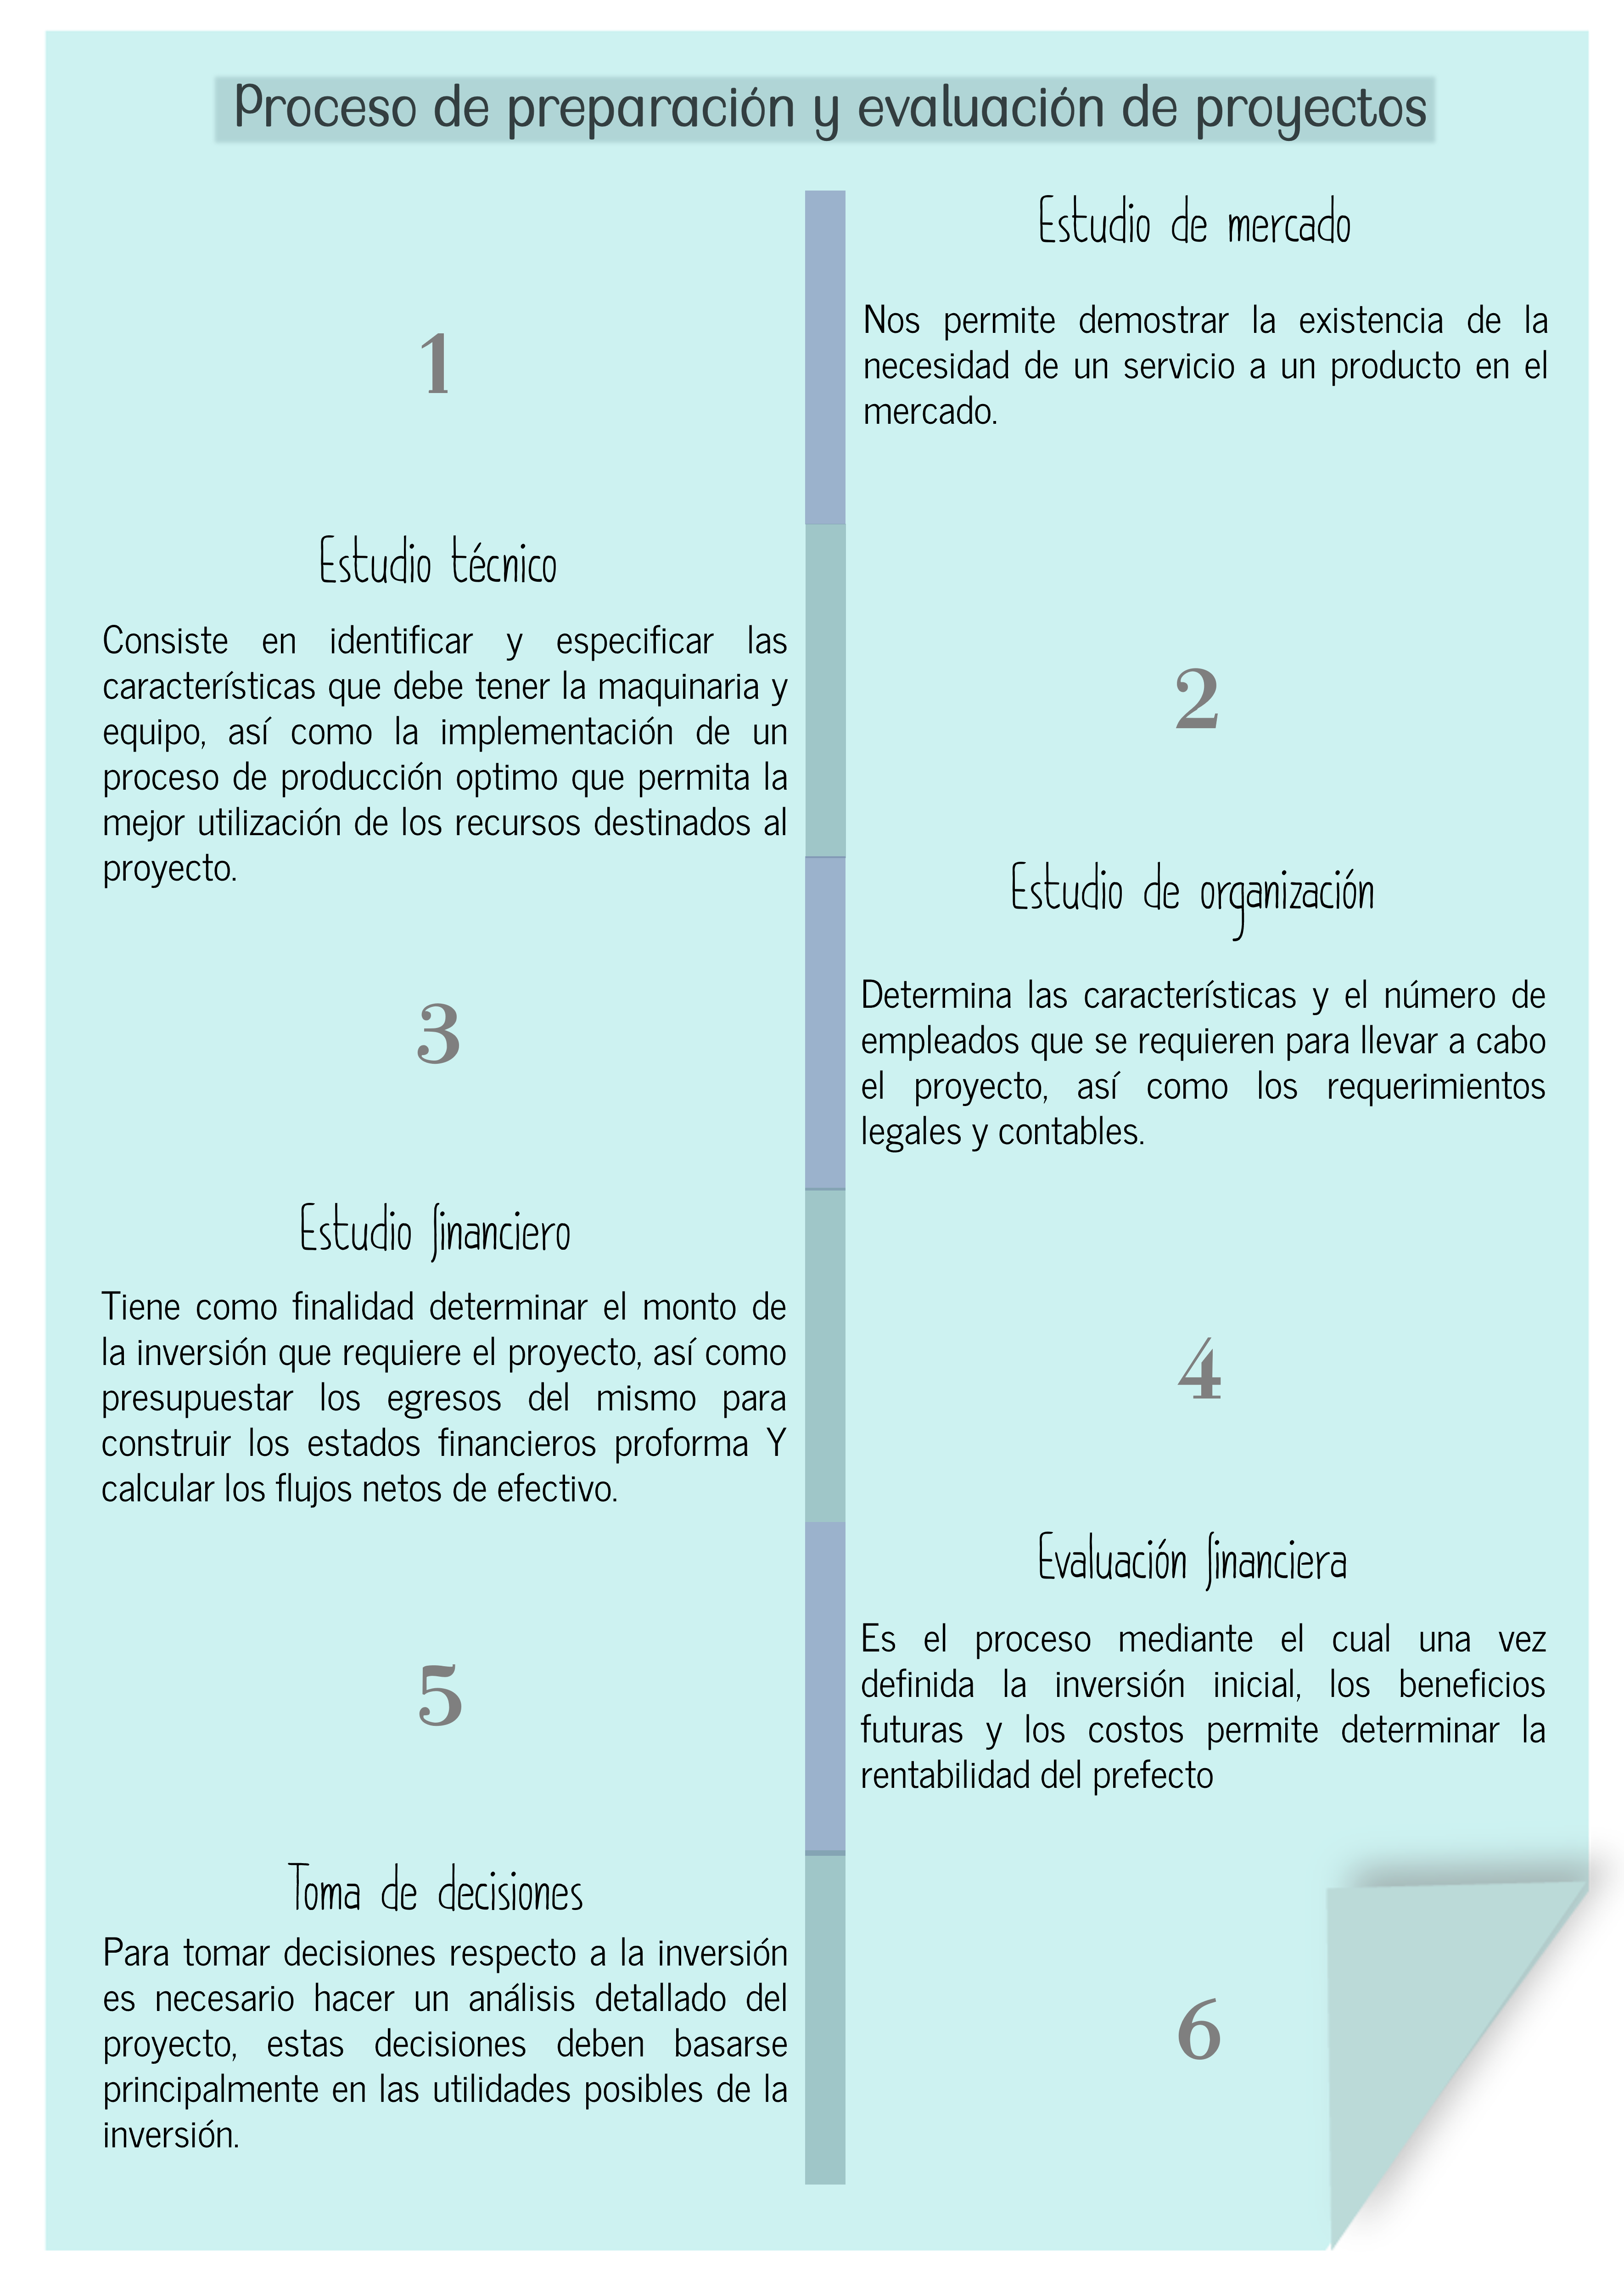 Proceso de preparación y evaluación de proyectos
1
Estudio de mercado
Nos permite demostrar la existencia de la
necesidad de un servicio a un producto en el
mercado.
Estudio técnico
Consiste en identificar y especificar las
características que debe tener la maquinaria y
equipo, así como la implementación de un
proceso de producción optimo que permita la
mejor utilización de los recursos destinados al
proyecto.
2
3
Estudio de organización
Determina las características y el número de
empleados que se requieren para llevar a cabo
el proyecto, así como los requerimientos
legales y contables.
Estudio financiero
Tiene como finalidad determinar el monto de
la inversión que requiere el proyecto, así como
presupuestar los egresos del mismo para
construir los estados financieros proforma Y
calcular los flujos netos de efectivo.
4
5
Evaluación financiera
Es el proceso mediante el cual una vez
definida la inversión inicial, los beneficios
futuras y los costos permite determinar la
rentabilidad del prefecto
Toma de decisiones
Para tomar decisiones respecto a la inversión
es necesario hacer un análisis detallado del
proyecto, estas decisiones deben basarse
principalmente en las utilidades posibles de la
inversión.
6